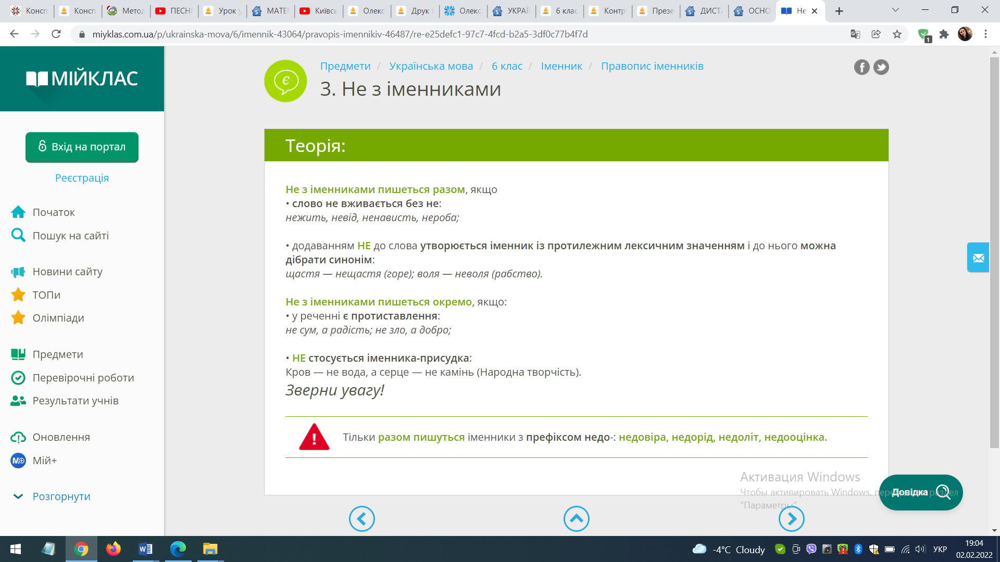 Консп
Консп
Метод
ПЕСНЯ
Урок у
МАТЕМ
Київсь
Олекс
Друк т
Олекс
УКРАЇН
6 клас
Контр
Презе
ДИСТА
ОСНО
Не
miyklas.com.ua/p/ukrainska-mova/6/imennik-43064/pravopis-imennikiv-46487/re-e25defc1-97c7-4fcd-b2a5-3df0c77b4f7d
1
МІЙКЛАС
Вхід на портал
Реєстрація
Початок
Пошук на сайті
Новини сайту
ТОПи
Олімпіади
Предмети
Перевірочні роботи
Результати учнів
Оновлення
Мій+
Розгорнути
Предмети / Українська мова / 6 клас / Іменник / Правопис іменників
3. Не з іменниками
Теорія:
Не з іменниками пишеться разом, якщо
• слово не вживається без не:
нежить, невід, ненависть, нероба;
• додаванням НЕ до слова утворюється іменник із протилежним лексичним значенням і до нього можна
дібрати синонім:
щастя — нещастя (горе); воля — неволя (рабство).
Не з іменниками пишеться окремо, якщо:
• у реченні є протиставлення:
не сум, а радість; не зло, а добро;
• НЕ стосується іменника-присудка:
Кров — не вода, а серце — не камінь (Народна творчість).
Зверни увагу!
Тільки разом пишуться іменники з префіксом недо-: недовіра, недорід, недоліт, недооцінка.
Активация Windows
Чтобы активировать Windows, перейдите в раздел
"Параметры"
Довідка
-4°C Cloudy
УКР
19:04
02.02.2022